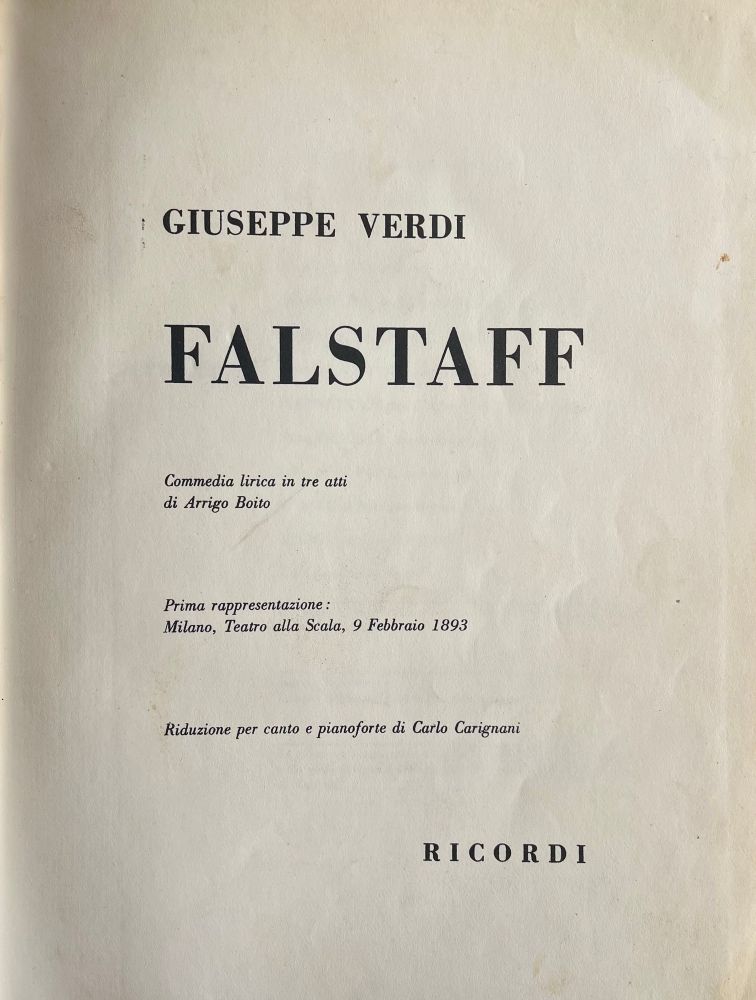 GIUSEPPE VERDI
FALSTAFF
Commedia lirica in tre atti
di Arrigo Boito
Prima rappresentazione:
Milano, Teatro alla Scala, 9 Febbraio 1893
Riduzione per canto e pianoforte di Carlo Carignani
RICORDI